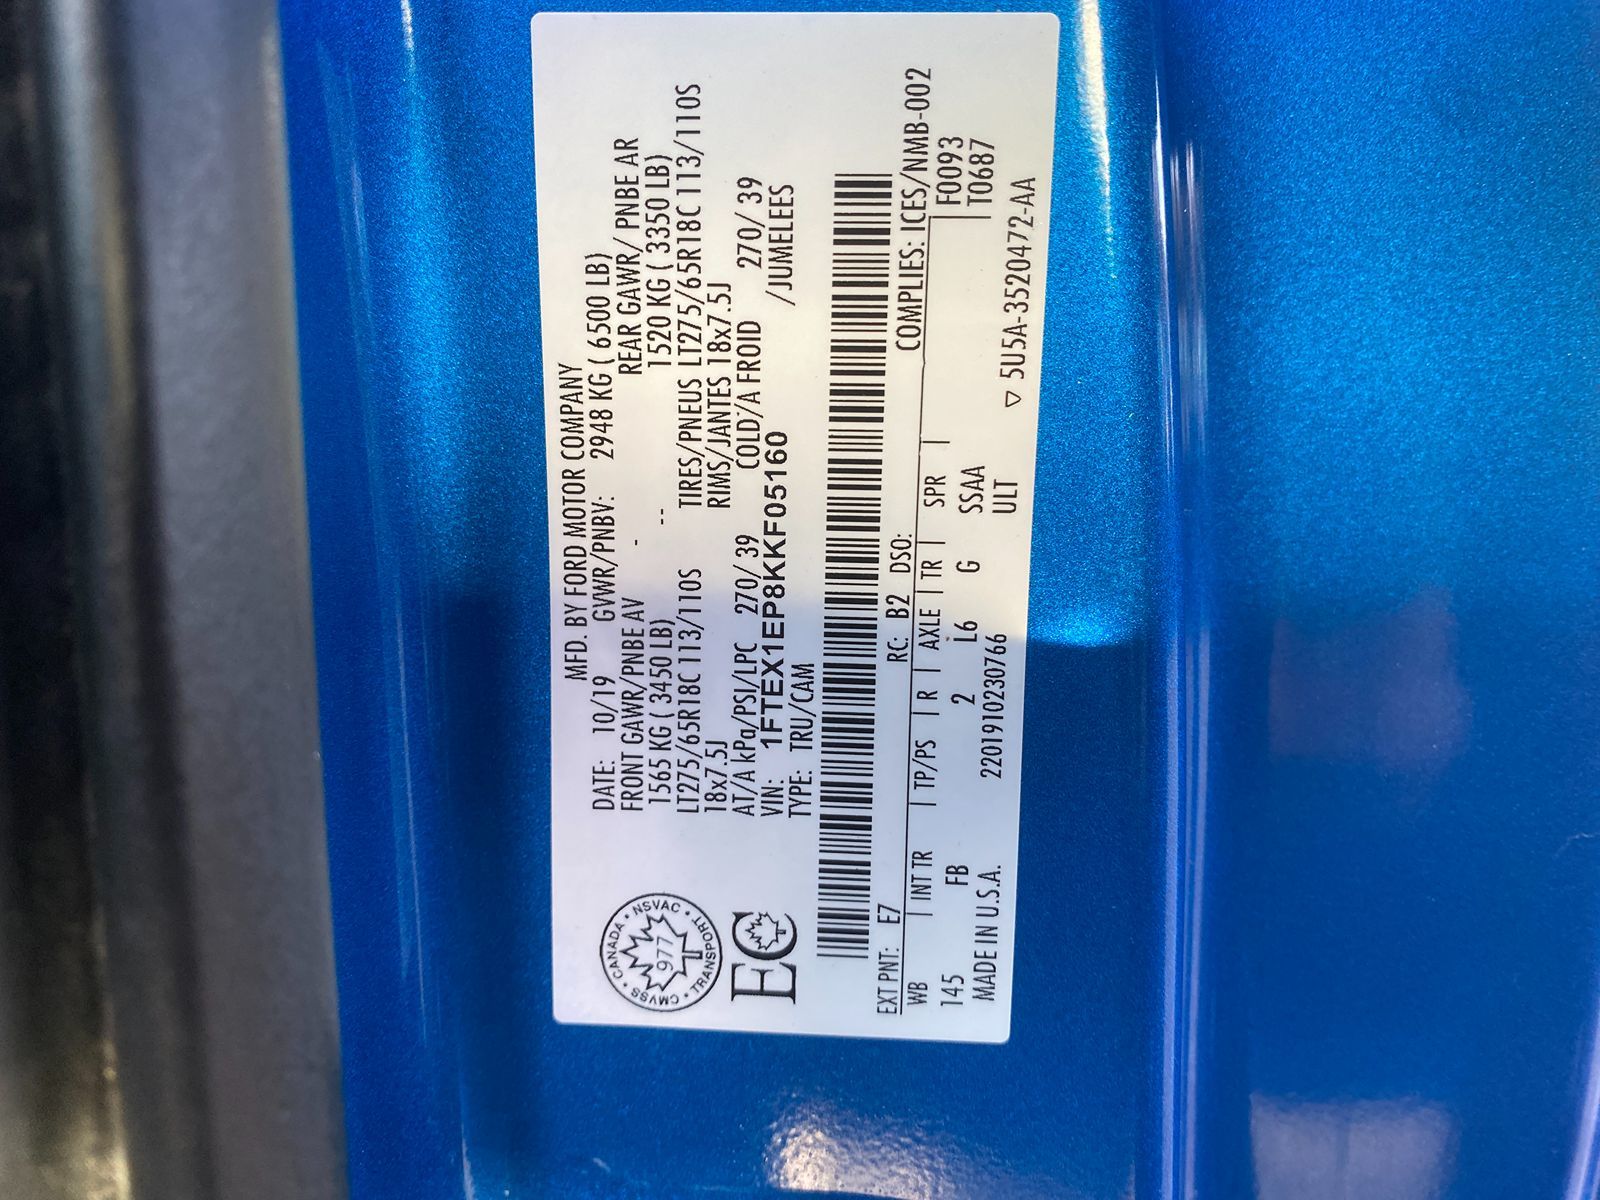 MFD. BY FORD MOTOR COMPANY
DATE: 10/19 GVWR/PNBV: 2948 KG ( 6500 LB)
FRONT GAWR/PNBE AV REAR GAWR/ PNBE AR
1565 KG ( 3450 LB) - -- 1520 KG ( 3350 LB)
LT275/65R18C 113/110S TIRES/PNEUS LT275/65R18C 113/110S
18x7.5J RIMS/JANTES 18x7.5J
AT/A kPa/PSI/LPC 270/ 39 COLD/A FROID 270/ 39
VIN: 1FTEX1EP8KKF05160 /JUMELEES
TYPE: TRU/CAM
CANADA • NSVAC • TRANSPORT • CMVSS •
977
EC
COMPLIES: ICES/NMB-002
EXT PNT: E7 RC: B2 DSO:
F0093
WB | INT TR | TP/PS | R | AXLE | TR | SPR |
T0687
145 FB 2 L6 G SSAA
MADE IN U.S.A. 2201910230766 ULT
▽ 5U5A-3520472-AA